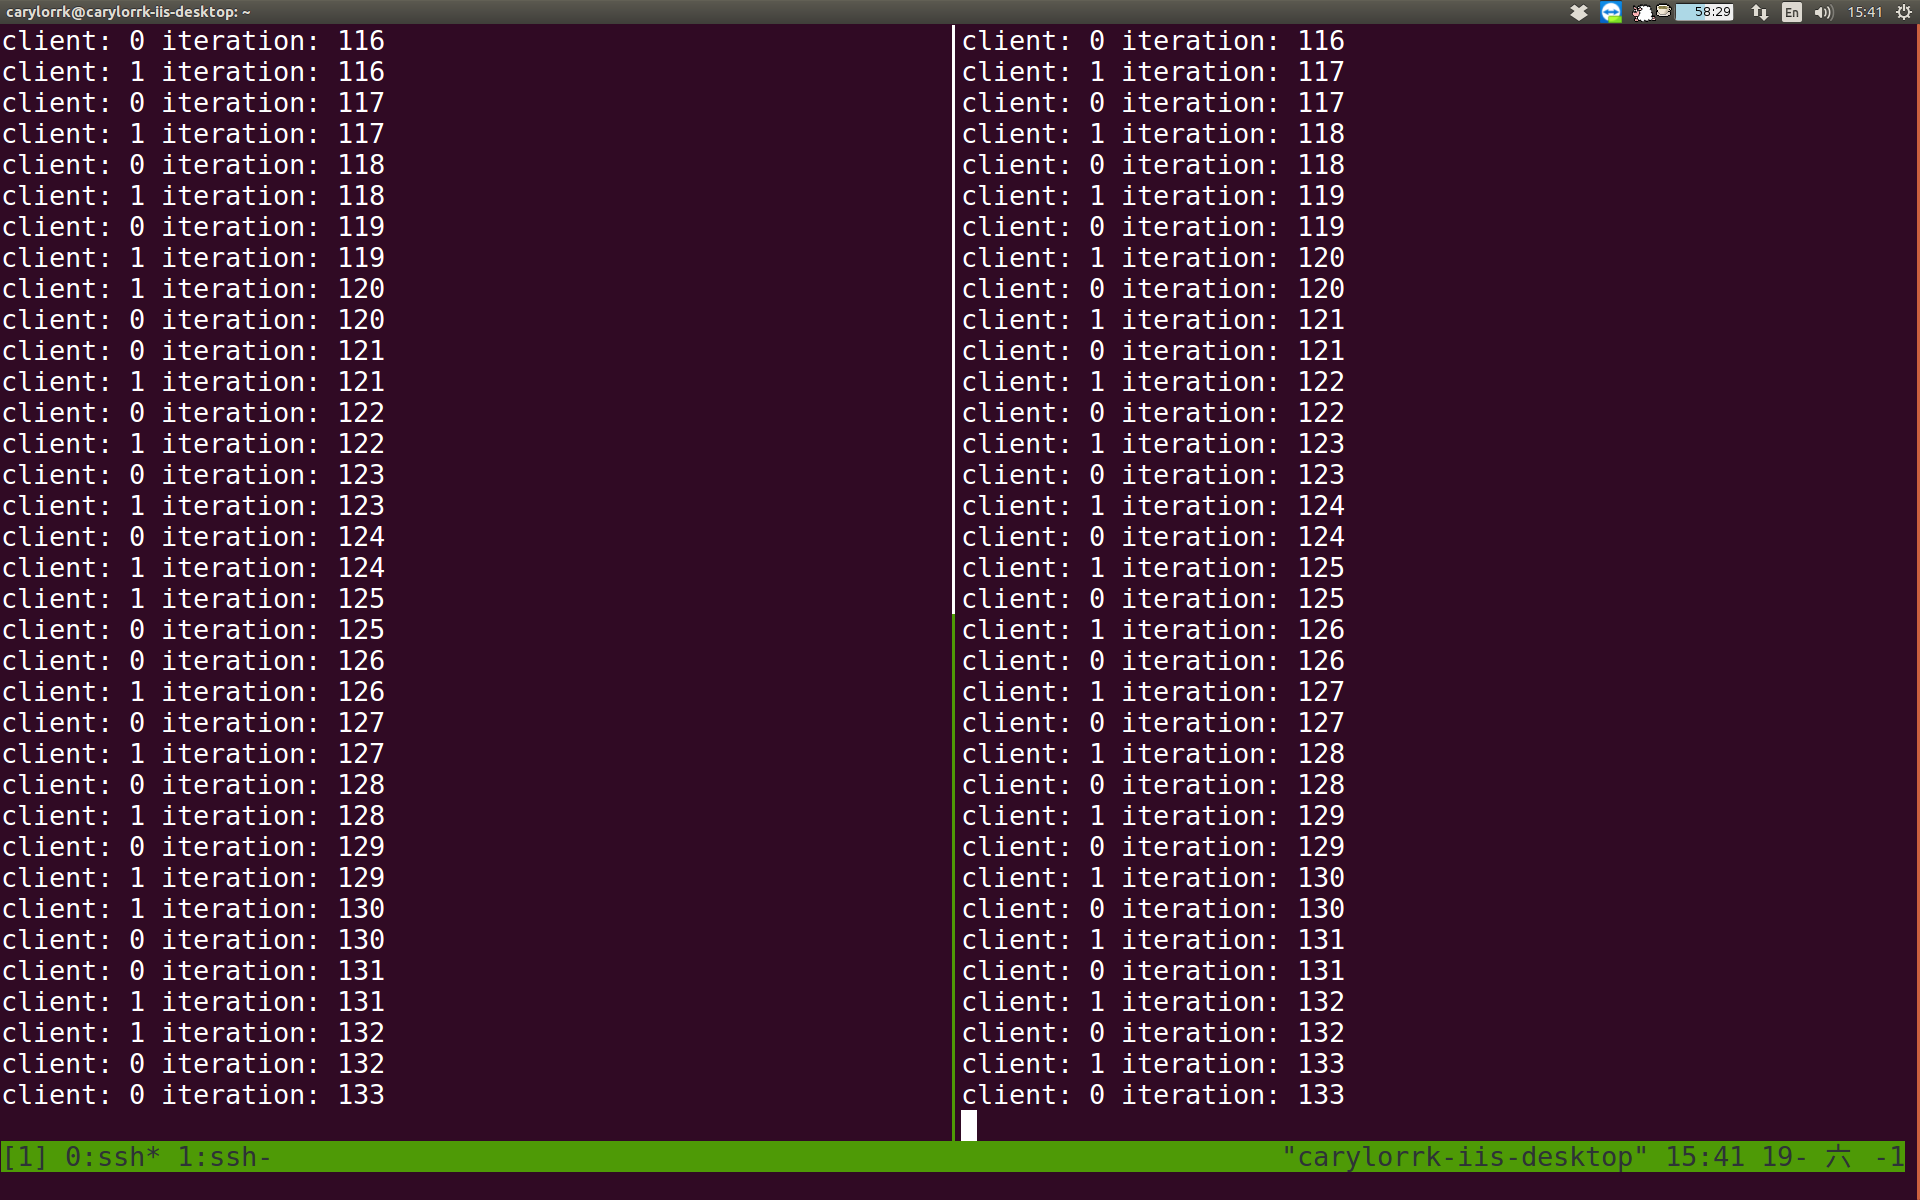 carylorrk@carylorrk-iis-desktop: ~
58:29
En
15:41
client: 0 iteration: 116
client: 1 iteration: 116
client: 0 iteration: 117
client: 1 iteration: 117
client: 0 iteration: 118
client: 1 iteration: 118
client: 0 iteration: 119
client: 1 iteration: 119
client: 1 iteration: 120
client: 0 iteration: 120
client: 0 iteration: 121
client: 1 iteration: 121
client: 0 iteration: 122
client: 1 iteration: 122
client: 0 iteration: 123
client: 1 iteration: 123
client: 0 iteration: 124
client: 1 iteration: 124
client: 1 iteration: 125
client: 0 iteration: 125
client: 0 iteration: 126
client: 1 iteration: 126
client: 0 iteration: 127
client: 1 iteration: 127
client: 0 iteration: 128
client: 1 iteration: 128
client: 0 iteration: 129
client: 1 iteration: 129
client: 1 iteration: 130
client: 0 iteration: 130
client: 0 iteration: 131
client: 1 iteration: 131
client: 1 iteration: 132
client: 0 iteration: 132
client: 0 iteration: 133
client: 0 iteration: 116
client: 1 iteration: 117
client: 0 iteration: 117
client: 1 iteration: 118
client: 0 iteration: 118
client: 1 iteration: 119
client: 0 iteration: 119
client: 1 iteration: 120
client: 0 iteration: 120
client: 1 iteration: 121
client: 0 iteration: 121
client: 1 iteration: 122
client: 0 iteration: 122
client: 1 iteration: 123
client: 0 iteration: 123
client: 1 iteration: 124
client: 0 iteration: 124
client: 1 iteration: 125
client: 0 iteration: 125
client: 1 iteration: 126
client: 0 iteration: 126
client: 1 iteration: 127
client: 0 iteration: 127
client: 1 iteration: 128
client: 0 iteration: 128
client: 1 iteration: 129
client: 0 iteration: 129
client: 1 iteration: 130
client: 0 iteration: 130
client: 1 iteration: 131
client: 0 iteration: 131
client: 1 iteration: 132
client: 0 iteration: 132
client: 1 iteration: 133
client: 0 iteration: 133
[1] 0:ssh* 1:ssh- "carylorrk-iis-desktop" 15:41 19- 六 -1